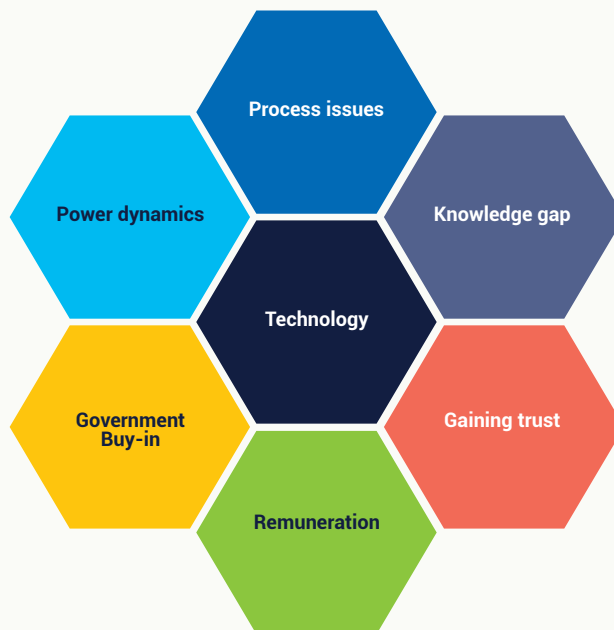 Process issues
Power dynamics
Knowledge gap
Technology
Government
Buy-in
Gaining trust
Remuneration